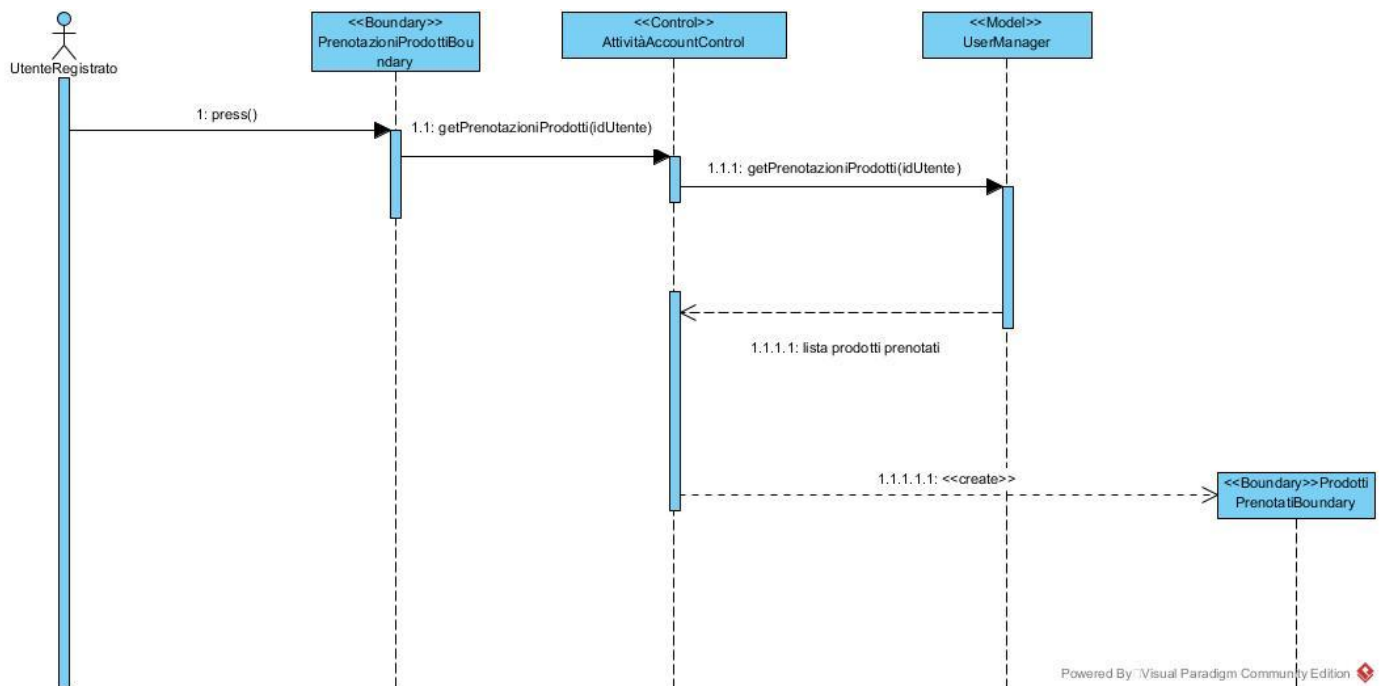 UtenteRegistrato
<<Boundary>>
PrenotazioniProdottiBou
ndary
<<Control>>
AttivitàAccountControl
<<Model>>
UserManager
1: press()
1.1: getPrenotazioniProdotti(idUtente)
1.1.1: getPrenotazioniProdotti(idUtente)
1.1.1.1: lista prodotti prenotati
1.1.1.1.1: <<create>>
<<Boundary>>Prodotti
PrenotatiBoundary
Powered By Visual Paradigm Community Edition